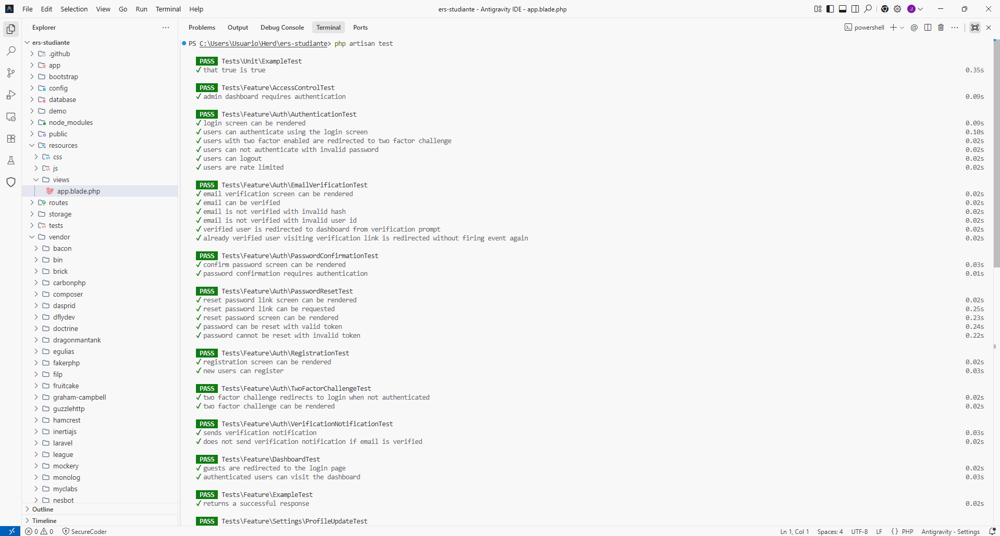 File Edit Selection View Go Run Terminal Help
ers-studiante - Antigravity IDE - app.blade.php
J
Explorer
ers-studiante
.github
app
bootstrap
config
database
demo
node_modules
public
resources
css
js
views
app.blade.php
routes
storage
tests
vendor
bacon
bin
brick
carbonphp
composer
dasprid
dflydev
doctrine
dragonmantank
egulias
fakerphp
filp
fruitcake
graham-campbell
guzzlehttp
hamcrest
inertiajs
laravel
league
mockery
monolog
myclabs
nesbot
Outline
Timeline
Problems Output Debug Console Terminal Ports
powershell
PS C:\Users\Usuario\Herd\ers-studiante> php artisan test
PASS Tests\Unit\ExampleTest
✓ that true is true 0.35s
PASS Tests\Feature\AccessControlTest
✓ admin dashboard requires authentication 0.09s
PASS Tests\Feature\Auth\AuthenticationTest
✓ login screen can be rendered 0.09s
✓ users can authenticate using the login screen 0.10s
✓ users with two factor enabled are redirected to two factor challenge 0.02s
✓ users can not authenticate with invalid password 0.02s
✓ users can logout 0.02s
✓ users are rate limited 0.02s
PASS Tests\Feature\Auth\EmailVerificationTest
✓ email verification screen can be rendered 0.02s
✓ email can be verified 0.02s
✓ email is not verified with invalid hash 0.02s
✓ email is not verified with invalid user id 0.02s
✓ verified user is redirected to dashboard from verification prompt 0.02s
✓ already verified user visiting verification link is redirected without firing event again 0.02s
PASS Tests\Feature\Auth\PasswordConfirmationTest
✓ confirm password screen can be rendered 0.03s
✓ password confirmation requires authentication 0.01s
PASS Tests\Feature\Auth\PasswordResetTest
✓ reset password link screen can be rendered 0.02s
✓ reset password link can be requested 0.25s
✓ reset password screen can be rendered 0.23s
✓ password can be reset with valid token 0.24s
✓ password cannot be reset with invalid token 0.22s
PASS Tests\Feature\Auth\RegistrationTest
✓ registration screen can be rendered 0.02s
✓ new users can register 0.03s
PASS Tests\Feature\Auth\TwoFactorChallengeTest
✓ two factor challenge redirects to login when not authenticated 0.02s
✓ two factor challenge can be rendered 0.02s
PASS Tests\Feature\Auth\VerificationNotificationTest
✓ sends verification notification 0.03s
✓ does not send verification notification if email is verified 0.02s
PASS Tests\Feature\DashboardTest
✓ guests are redirected to the login page 0.02s
✓ authenticated users can visit the dashboard 0.03s
PASS Tests\Feature\ExampleTest
✓ returns a successful response 0.02s
PASS Tests\Feature\Settings\ProfileUpdateTest
0 0 SecureCoder Ln 1, Col 1 Spaces: 4 UTF-8 LF {} PHP Antigravity - Settings